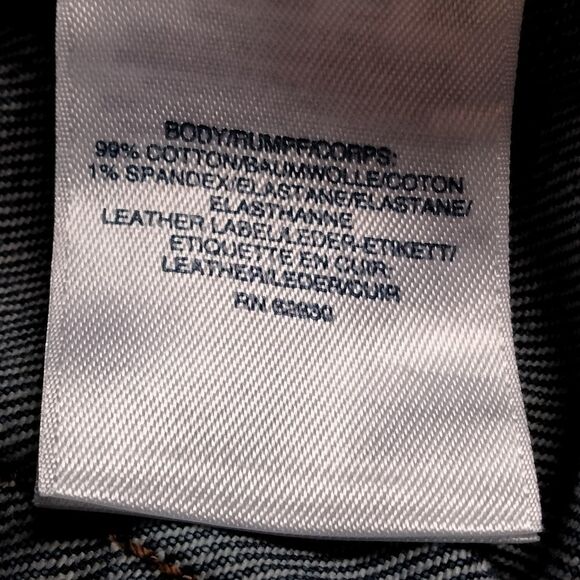 BODY/RUMPF/CORPS:
99% COTTON/BAUMWOLLE/COTON
1% SPANDEX/ELASTANE/ELASTANE/
ELASTHANNE
LEATHER LABEL/LEDER-ETIKETT/
ETIQUETTE EN CUIR:
LEATHER/LEDER/CUIR
RN 62930